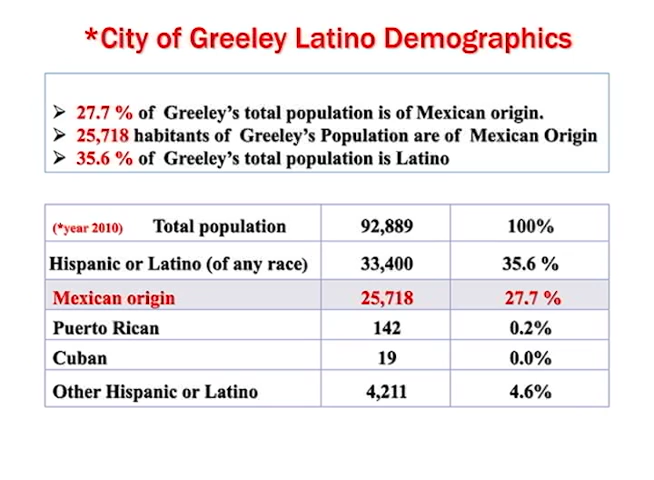 *City of Greeley Latino Demographics
➢ 27.7 % of Greeley's total population is of Mexican origin.
➢ 25,718 habitants of Greeley's Population are of Mexican Origin
➢ 35.6 % of Greeley's total population is Latino
(*year 2010) Total population 92,889 100%
Hispanic or Latino (of any race) 33,400 35.6 %
Mexican origin 25,718 27.7 %
Puerto Rican 142 0.2%
Cuban 19 0.0%
Other Hispanic or Latino 4,211 4.6%